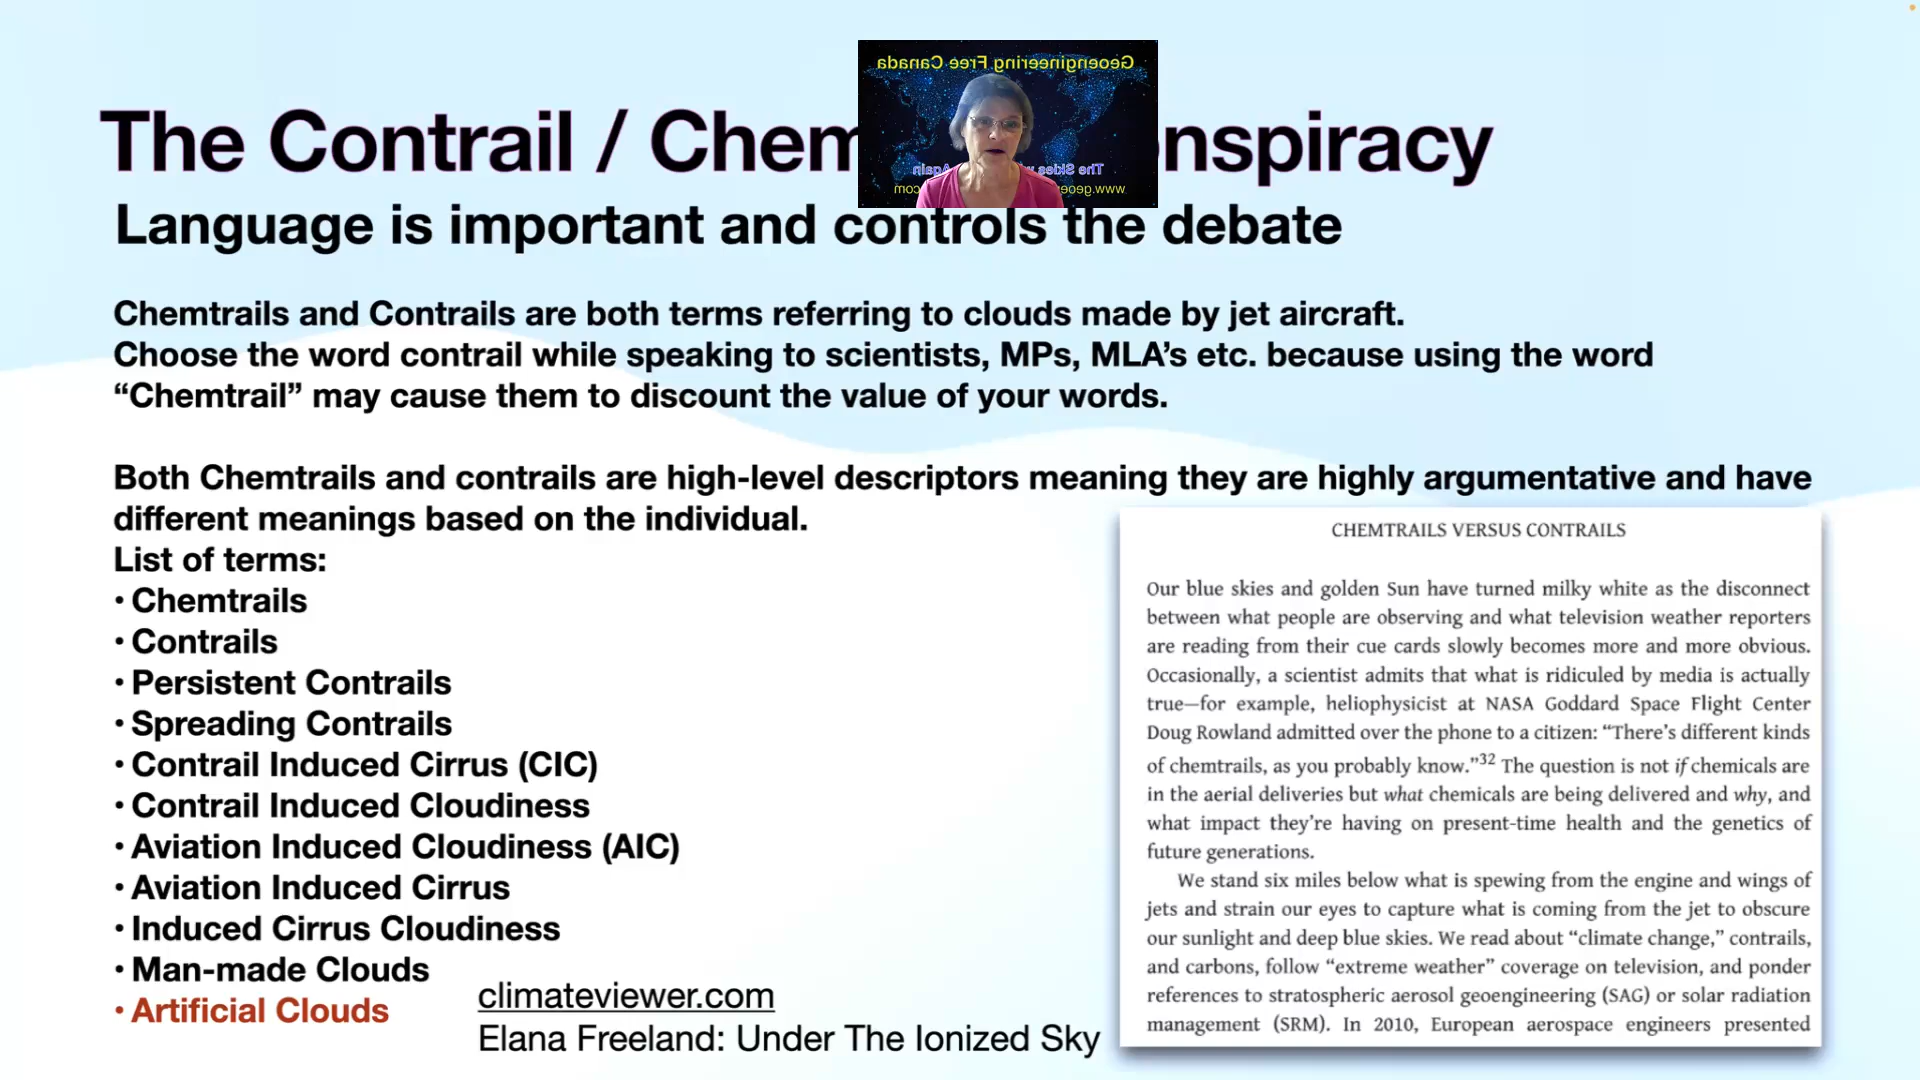 Geoengineering Free Canada
The Contrail / Chem nspiracy
The Skies Again
www.geoen com
Language is important and controls the debate
Chemtrails and Contrails are both terms referring to clouds made by jet aircraft.
Choose the word contrail while speaking to scientists, MPs, MLA’s etc. because using the word
“Chemtrail” may cause them to discount the value of your words.
Both Chemtrails and contrails are high-level descriptors meaning they are highly argumentative and have
different meanings based on the individual.
List of terms:
• Chemtrails
• Contrails
• Persistent Contrails
• Spreading Contrails
• Contrail Induced Cirrus (CIC)
• Contrail Induced Cloudiness
• Aviation Induced Cloudiness (AIC)
• Aviation Induced Cirrus
• Induced Cirrus Cloudiness
• Man-made Clouds
• Artificial Clouds
climateviewer.com
Elana Freeland: Under The Ionized Sky
CHEMTRAILS VERSUS CONTRAILS
Our blue skies and golden Sun have turned milky white as the disconnect
between what people are observing and what television weather reporters
are reading from their cue cards slowly becomes more and more obvious.
Occasionally, a scientist admits that what is ridiculed by media is actually
true—for example, heliophysicist at NASA Goddard Space Flight Center
Doug Rowland admitted over the phone to a citizen: “There’s different kinds
of chemtrails, as you probably know.”32 The question is not if chemicals are
in the aerial deliveries but what chemicals are being delivered and why, and
what impact they’re having on present-time health and the genetics of
future generations.
We stand six miles below what is spewing from the engine and wings of
jets and strain our eyes to capture what is coming from the jet to obscure
our sunlight and deep blue skies. We read about “climate change,” contrails,
and carbons, follow “extreme weather” coverage on television, and ponder
references to stratospheric aerosol geoengineering (SAG) or solar radiation
management (SRM). In 2010, European aerospace engineers presented